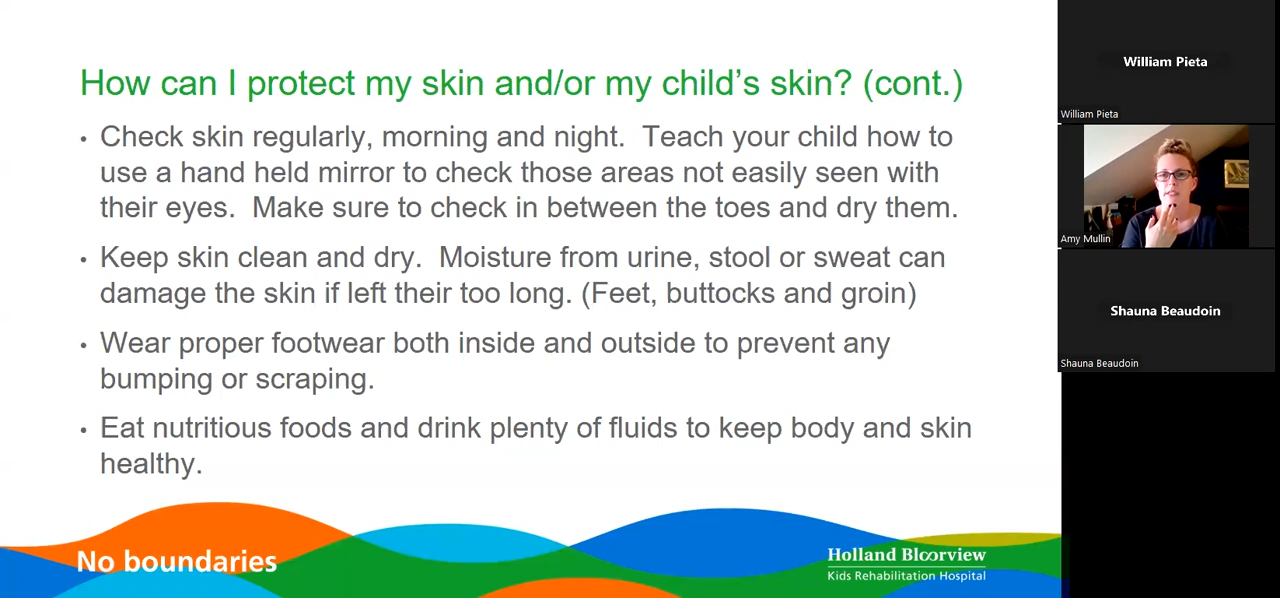 How can I protect my skin and/or my child's skin? (cont.)
• Check skin regularly, morning and night.  Teach your child how to
use a hand held mirror to check those areas not easily seen with
their eyes.  Make sure to check in between the toes and dry them.
• Keep skin clean and dry.  Moisture from urine, stool or sweat can
damage the skin if left their too long. (Feet, buttocks and groin)
• Wear proper footwear both inside and outside to prevent any
bumping or scraping.
• Eat nutritious foods and drink plenty of fluids to keep body and skin
healthy.
No boundaries
Holland Bloorview
Kids Rehabilitation Hospital
William Pieta
William Pieta
Amy Mullin
Shauna Beaudoin
Shauna Beaudoin